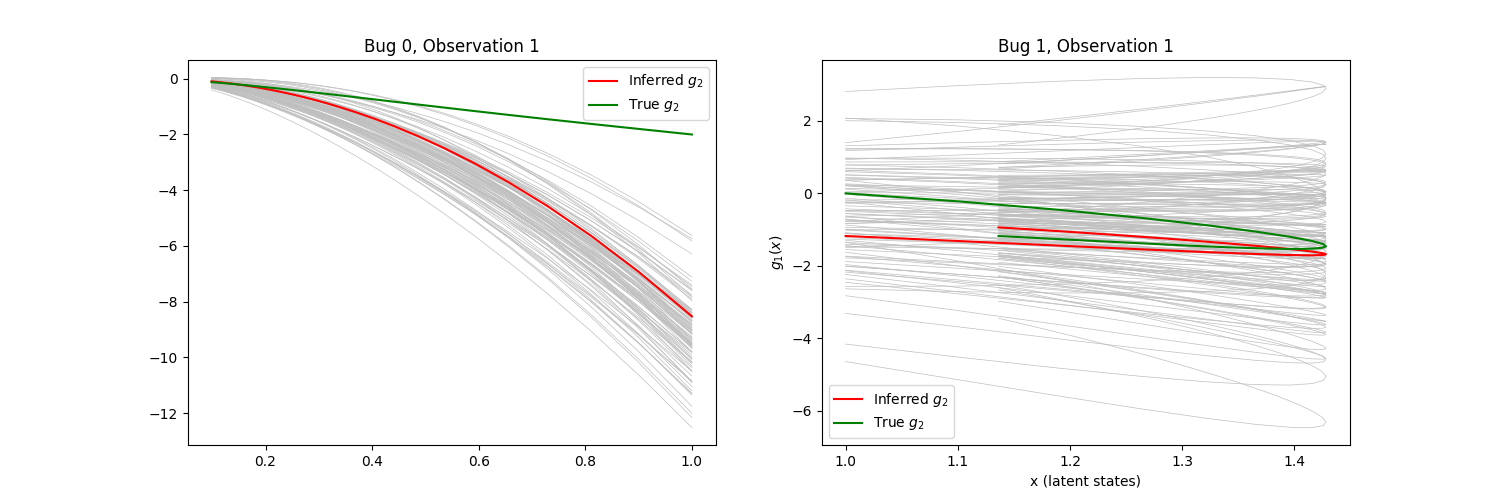 Bug 0, Observation 1
Inferred g₂
True g₂
0
−2
−4
−6
−8
−10
−12
0.2 0.4 0.6 0.8 1.0
Bug 1, Observation 1
g₁(x)
2
0
−2
−4
−6
Inferred g₂
True g₂
1.0 1.1 1.2 1.3 1.4
x (latent states)